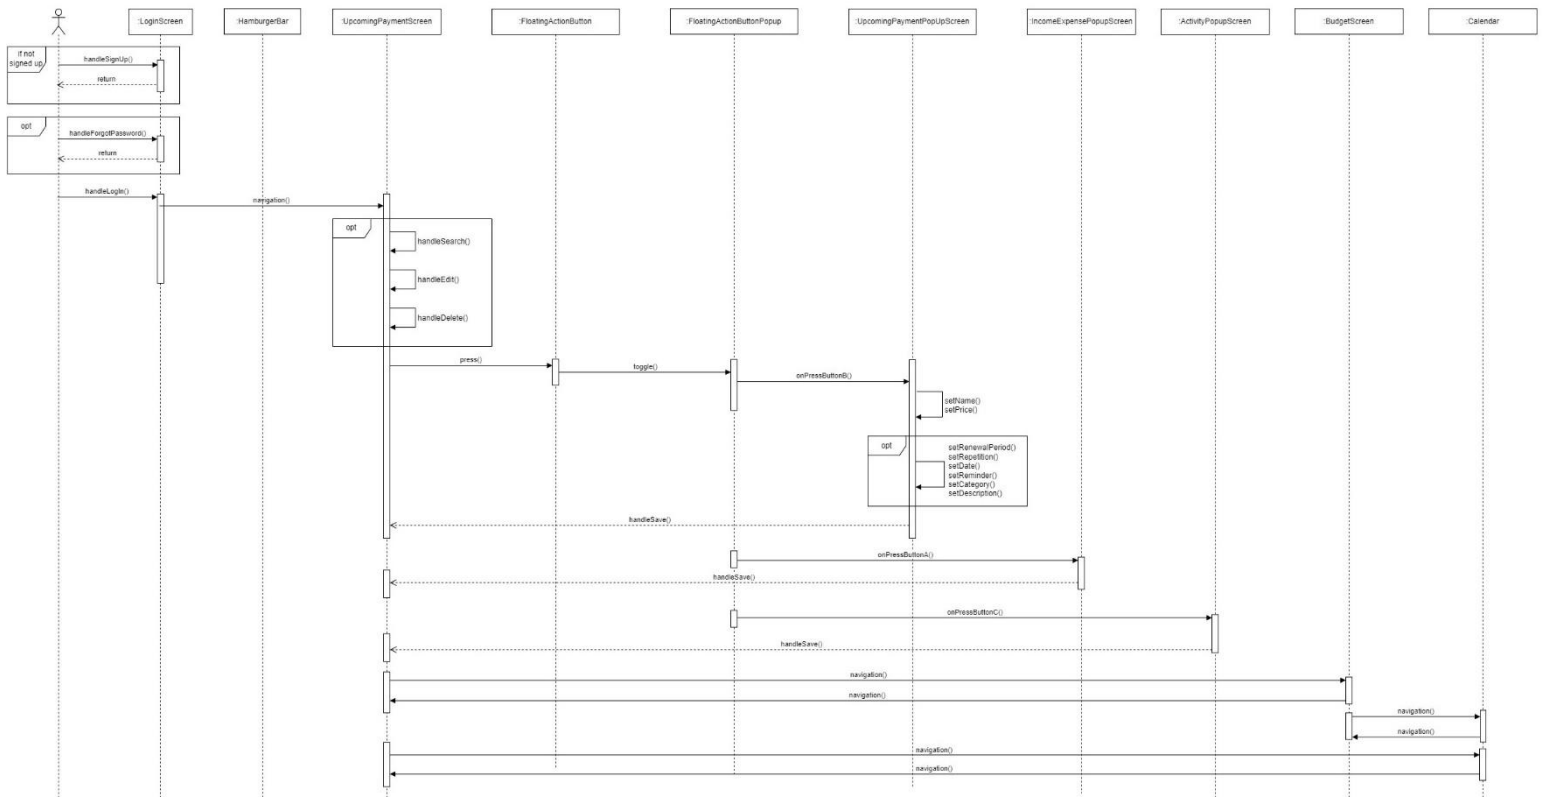 :LoginScreen
:HamburgerBar
:UpcomingPaymentScreen
:FloatingActionButton
:FloatingActionButtonPopup
:UpcomingPaymentPopUpScreen
:IncomeExpensePopupScreen
:ActivityPopupScreen
:BudgetScreen
:Calendar
if not
signed up
handleSignUp()
return
opt
handleForgotPassword()
return
handleLogIn()
navigation()
opt
handleSearch()
handleEdit()
handleDelete()
press()
toggle()
onPressButtonB()
setName()
setPrice()
opt
setRenewalPeriod()
setRepetition()
setDate()
setReminder()
setCategory()
setDescription()
handleSave()
onPressButtonA()
handleSave()
onPressButtonC()
handleSave()
navigation()
navigation()
navigation()
navigation()
navigation()
navigation()